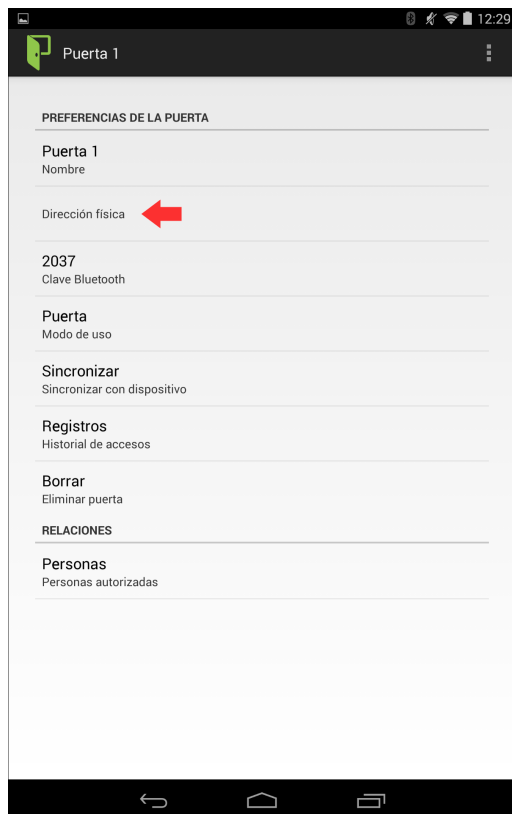 12:29
Puerta 1
PREFERENCIAS DE LA PUERTA
Puerta 1
Nombre
Dirección física
2037
Clave Bluetooth
Puerta
Modo de uso
Sincronizar
Sincronizar con dispositivo
Registros
Historial de accesos
Borrar
Eliminar puerta
RELACIONES
Personas
Personas autorizadas